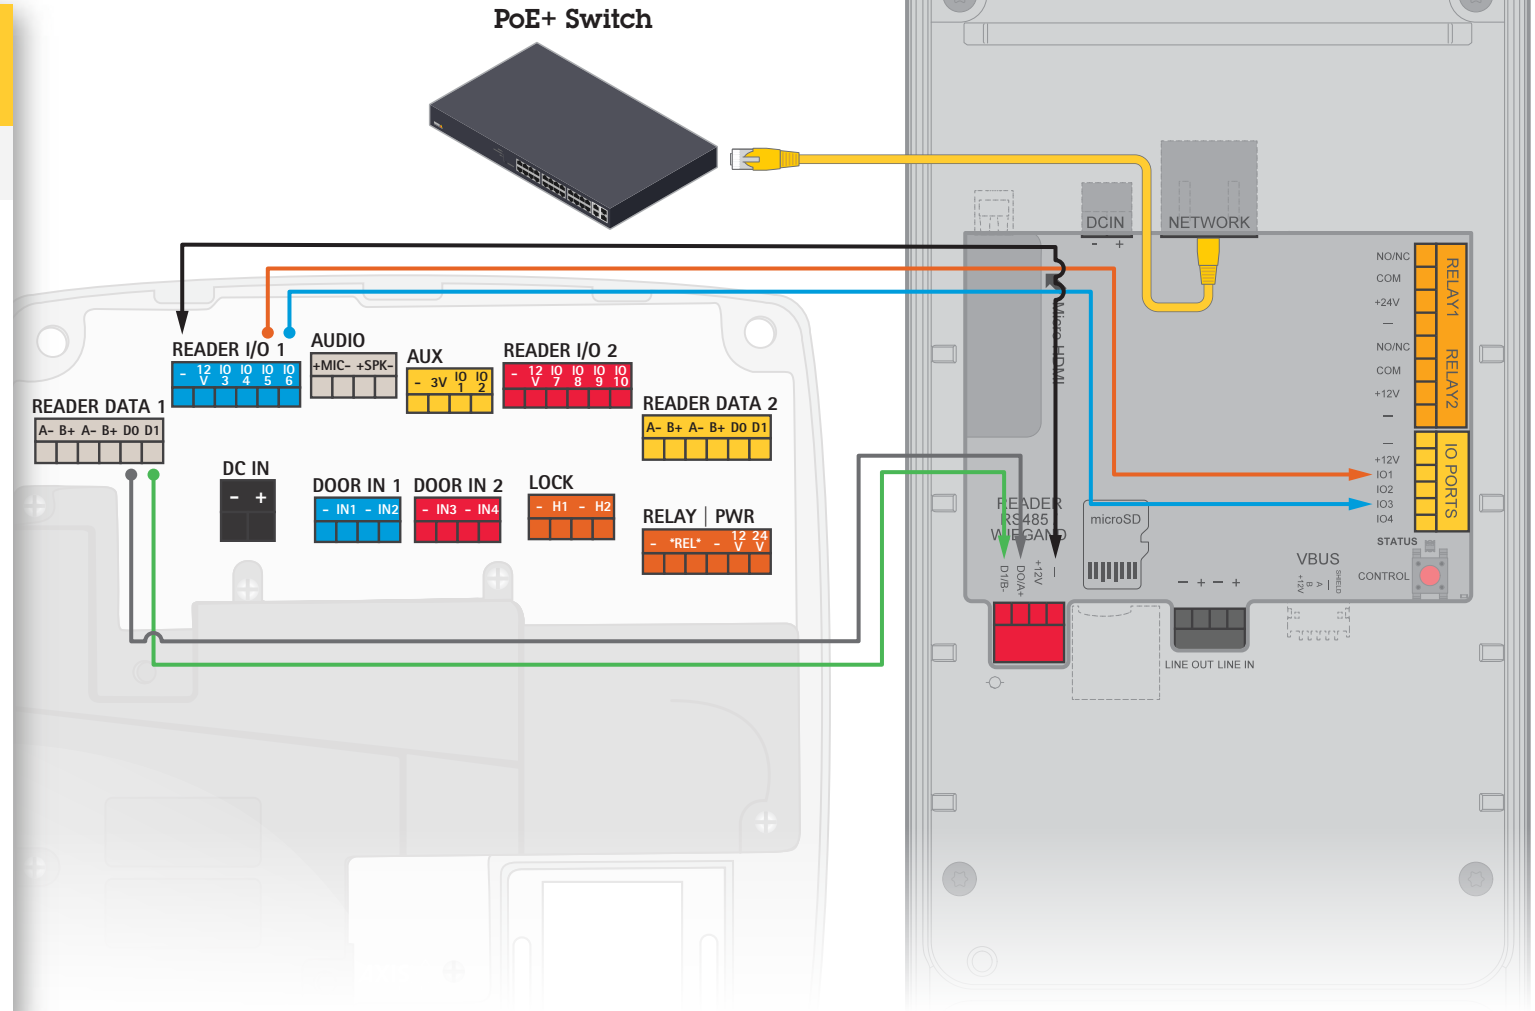 PoE+ Switch
DCIN
- +
NETWORK
Micro HDMI
NO/NC
COM
+24V
—
NO/NC
COM
+12V
—
RELAY1
RELAY2
—
+12V
IO1
IO2
IO3
IO4
IO PORTS
READER I/O 1
- 12 V IO 3 IO 4 IO 5 IO 6
AUDIO
+MIC- +SPK-
AUX
- 3V IO 1 IO 2
READER I/O 2
- 12 V IO 7 IO 8 IO 9 IO 10
READER DATA 1
A- B+ A- B+ D0 D1
READER DATA 2
A- B+ A- B+ D0 D1
DC IN
- +
DOOR IN 1
- IN1 - IN2
DOOR IN 2
- IN3 - IN4
LOCK
- H1 - H2
RELAY | PWR
- *REL* - 12 V 24 V
READER
RS485
WIEGAND
D1/B-
DO/A+
+12V
—
microSD
STATUS
CONTROL
VBUS
+12V
B
A
—
SHIELD
- + - +
LINE OUT LINE IN